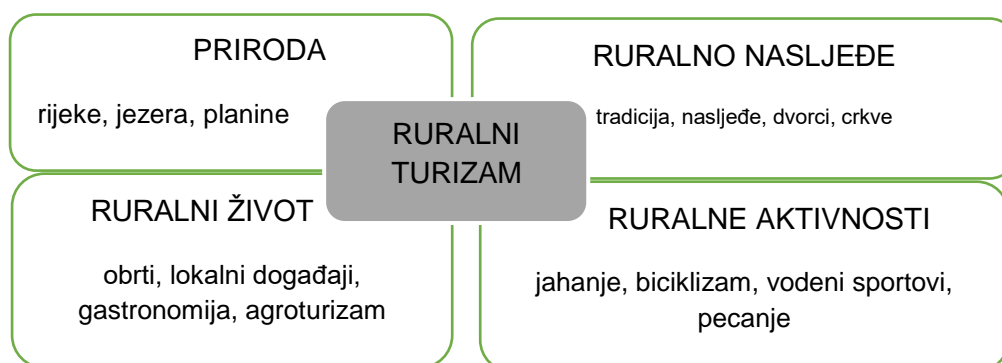 PRIRODA
rijeke, jezera, planine
RURALNO NASLJEĐE
tradicija, nasljeđe, dvorci, crkve
RURALNI
TURIZAM
RURALNI ŽIVOT
obrti, lokalni događaji,
gastronomija, agroturizam
RURALNE AKTIVNOSTI
jahanje, biciklizam, vodeni sportovi,
pecanje